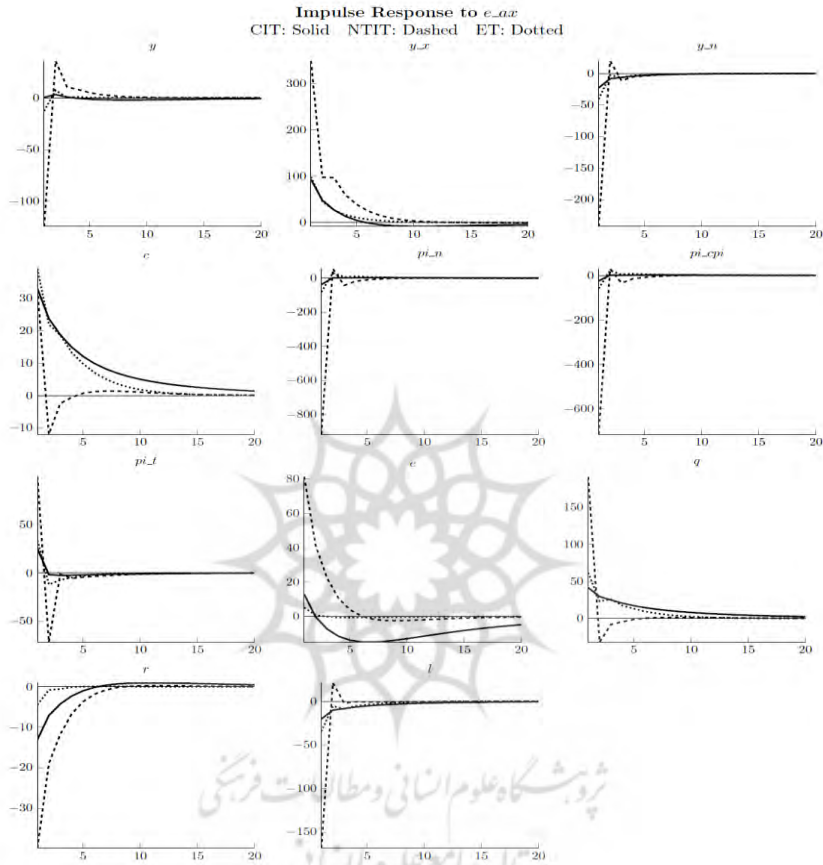 Impulse Response to e_ax
CIT: Solid NTIT: Dashed ET: Dotted
y
0
−50
−100
5 10 15 20
y_x
300
200
100
0
5 10 15 20
y_n
0
−50
−100
−150
−200
5 10 15 20
c
30
20
10
0
−10
5 10 15 20
pi_n
0
−200
−400
−600
−800
5 10 15 20
pi_cpi
0
−200
−400
−600
5 10 15 20
pi_t
50
0
−50
5 10 15 20
e
80
60
40
20
0
5 10 15 20
q
150
100
50
0
5 10 15 20
r
0
−10
−20
−30
5 10 15 20
l
0
−50
−100
−150
5 10 15 20
پژوهشگاه علوم انسانی و مطالعات فرهنگی